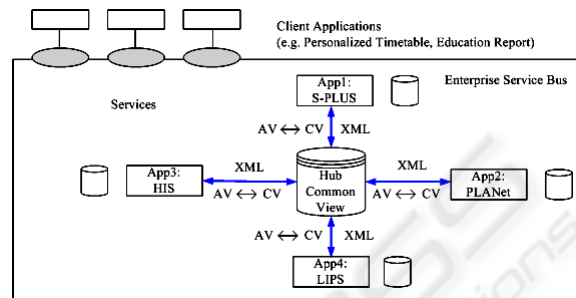 Client Applications
(e.g. Personalized Timetable, Education Report)
Enterprise Service Bus
Services
App1:
S-PLUS
AV ↔ CV
XML
App3:
HIS
XML
AV ↔ CV
Hub
Common
View
XML
AV ↔ CV
App2:
PLANet
AV ↔ CV
XML
App4:
LIPS